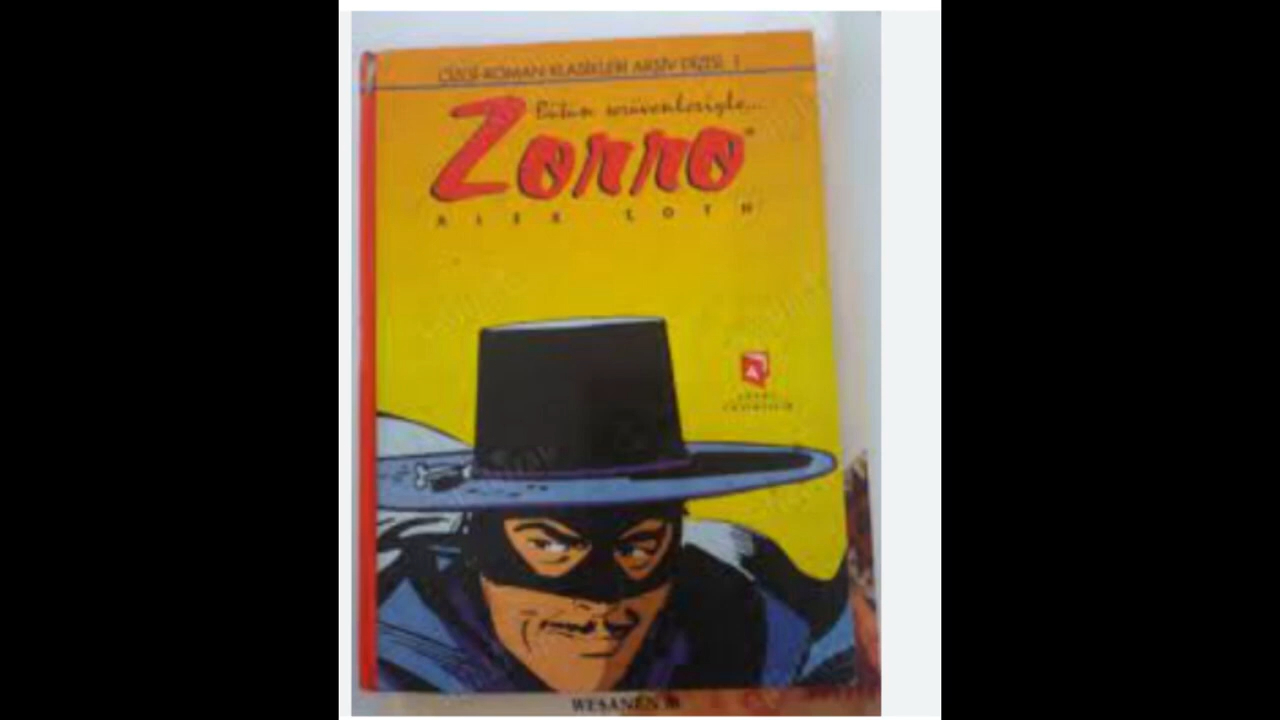 ÇİZGİ-ROMAN KLASİKLERİ ARŞİV DİZİSİ 1
Bütün serüvenleriyle...
Zorro
ALEX TOTH
A